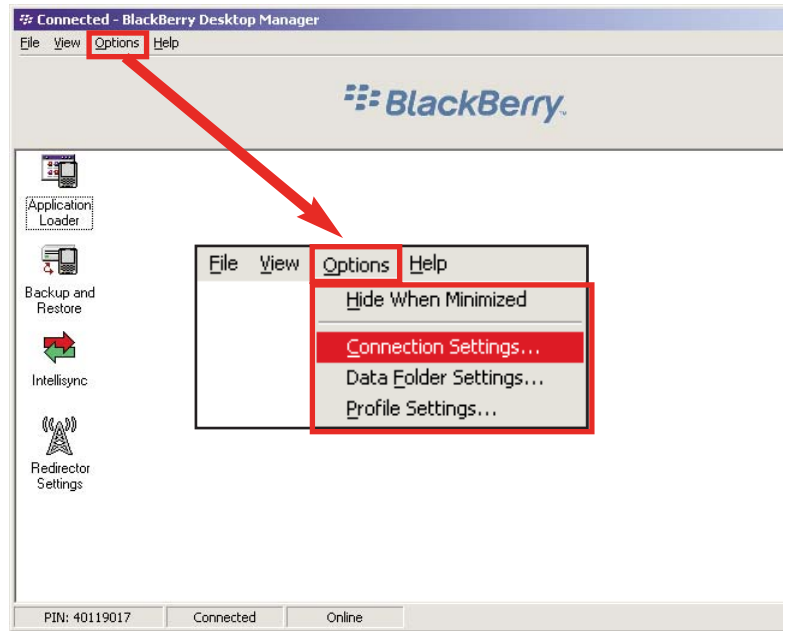 Connected - BlackBerry Desktop Manager
File View Options Help
BlackBerry™
Application
Loader
Backup and
Restore
Intellisync
Redirector
Settings
File View Options Help
Hide When Minimized
Connection Settings...
Data Folder Settings...
Profile Settings...
PIN: 40119017 Connected Online